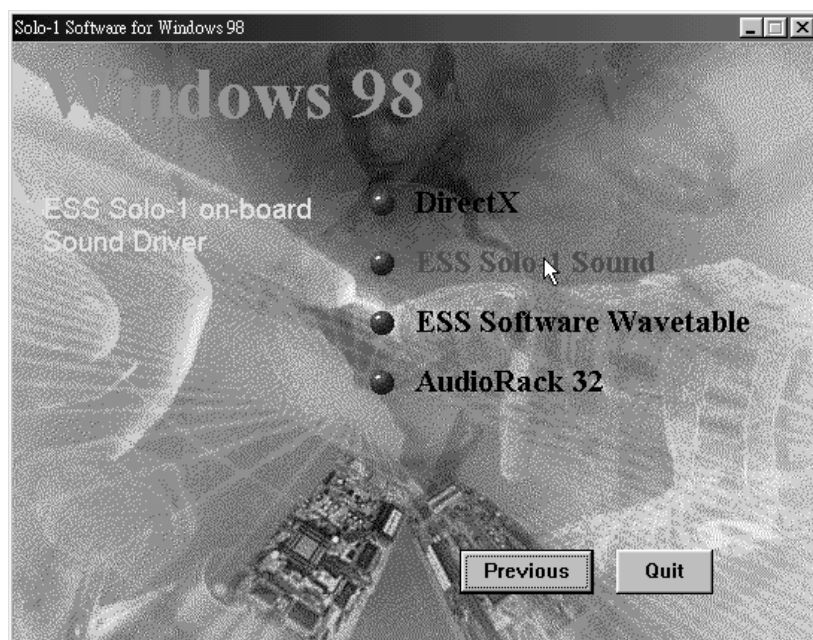 Solo-1 Software for Windows 98
Windows 98
ESS Solo-1 on-board
Sound Driver
DirectX
ESS Solo-1 Sound
ESS Software Wavetable
AudioRack 32
Previous
Quit